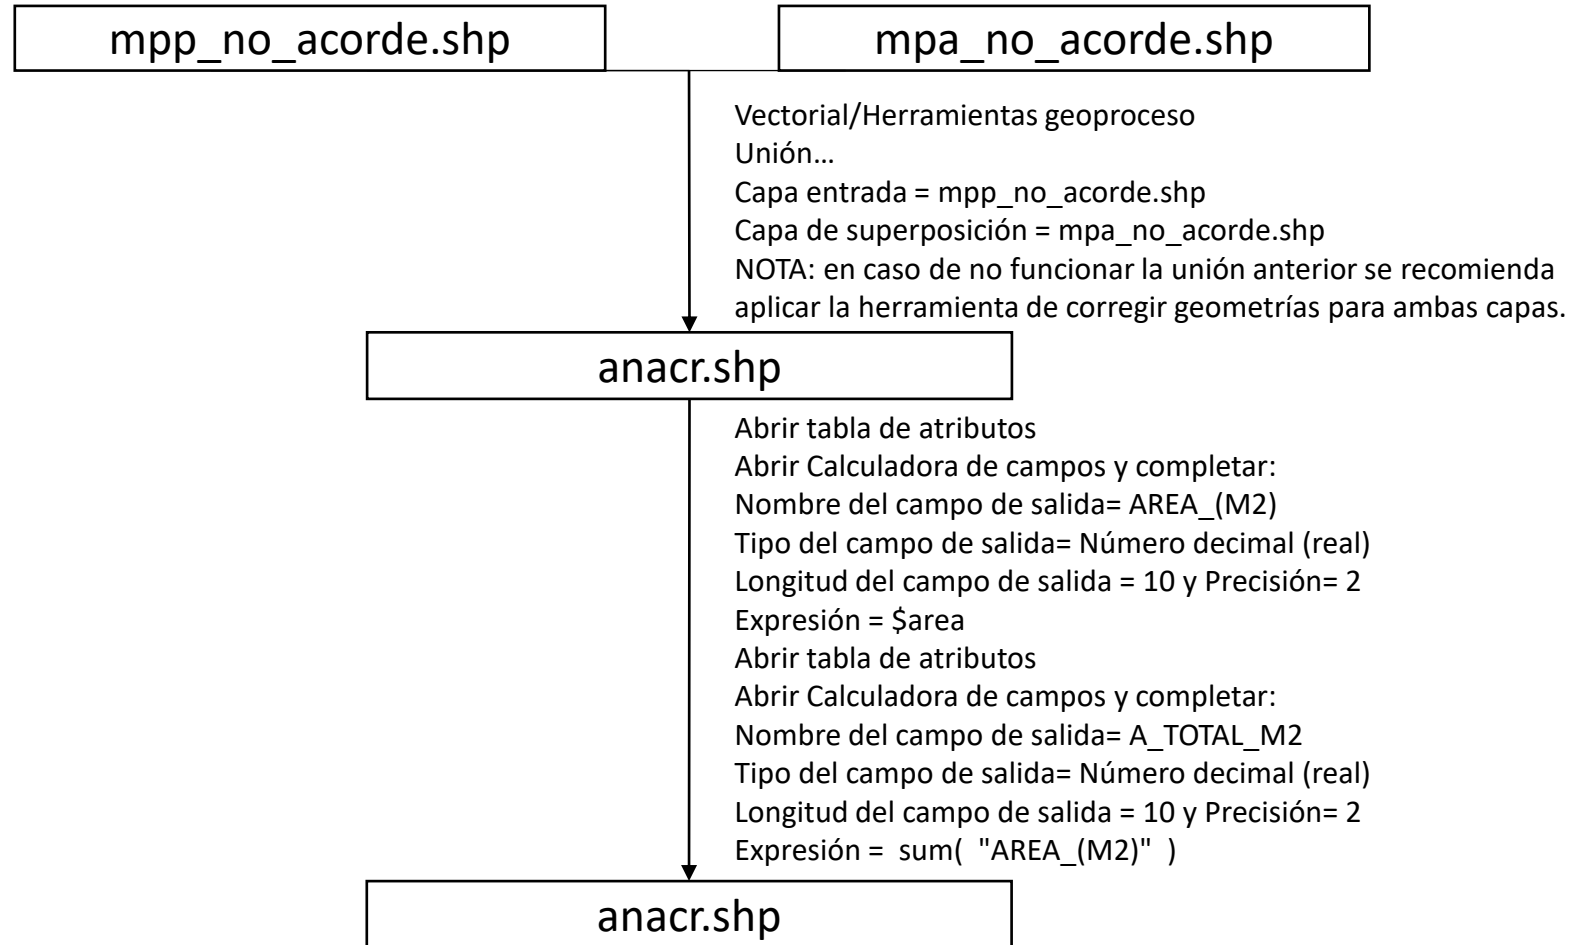 mpp_no_acorde.shp
mpa_no_acorde.shp
Vectorial/Herramientas geoproceso
Unión…
Capa entrada = mpp_no_acorde.shp
Capa de superposición = mpa_no_acorde.shp
NOTA: en caso de no funcionar la unión anterior se recomienda
aplicar la herramienta de corregir geometrías para ambas capas.
anacr.shp
Abrir tabla de atributos
Abrir Calculadora de campos y completar:
Nombre del campo de salida= AREA_(M2)
Tipo del campo de salida= Número decimal (real)
Longitud del campo de salida = 10 y Precisión= 2
Expresión = $area
Abrir tabla de atributos
Abrir Calculadora de campos y completar:
Nombre del campo de salida= A_TOTAL_M2
Tipo del campo de salida= Número decimal (real)
Longitud del campo de salida = 10 y Precisión= 2
Expresión =  sum(  "AREA_(M2)"  )
anacr.shp